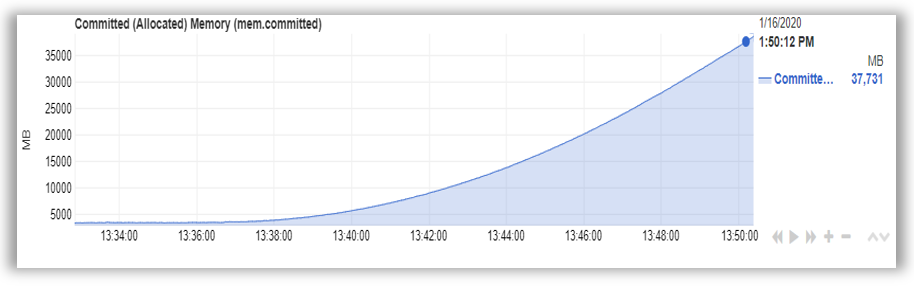 Committed (Allocated) Memory (mem.committed)
1/16/2020
1:50:12 PM
MB
Committe... 37,731
MB
35000
30000
25000
20000
15000
10000
5000
13:34:00 13:36:00 13:38:00 13:40:00 13:42:00 13:44:00 13:46:00 13:48:00 13:50:00